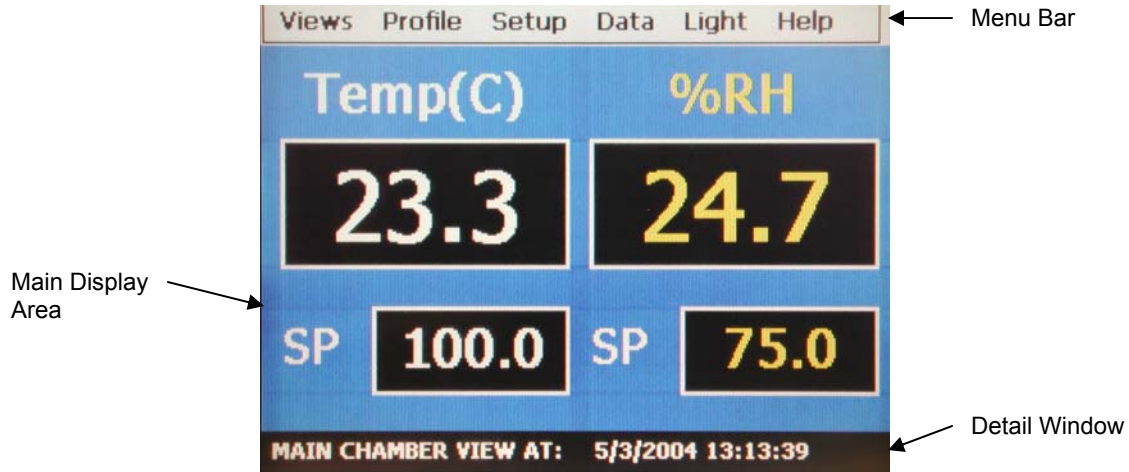 Views Profile Setup Data Light Help
Menu Bar
Temp(C) %RH
23.3 24.7
Main Display
Area
SP 100.0 SP 75.0
Detail Window
MAIN CHAMBER VIEW AT: 5/3/2004 13:13:39